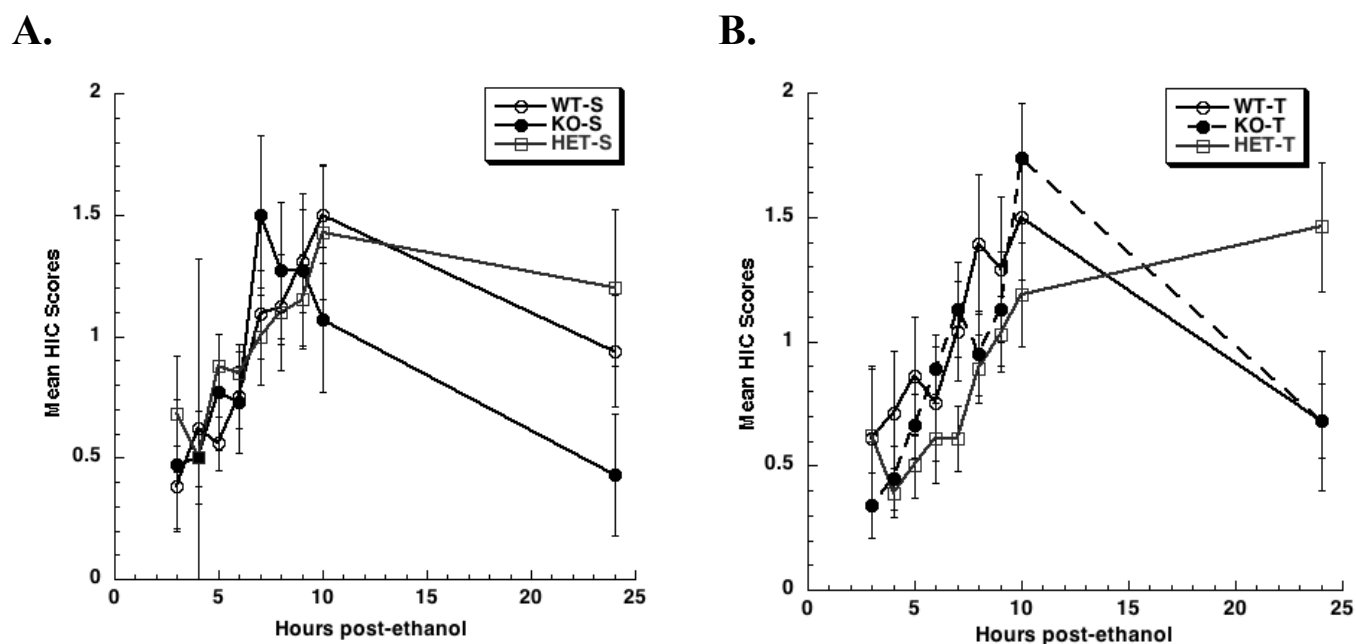 A.
2
1.5
1
0.5
0
Mean HIC Scores
WT-S
KO-S
HET-S
0 5 10 15 20 25
Hours post-ethanol
B.
2
1.5
1
0.5
0
Mean HIC Scores
WT-T
KO-T
HET-T
0 5 10 15 20 25
Hours post-ethanol